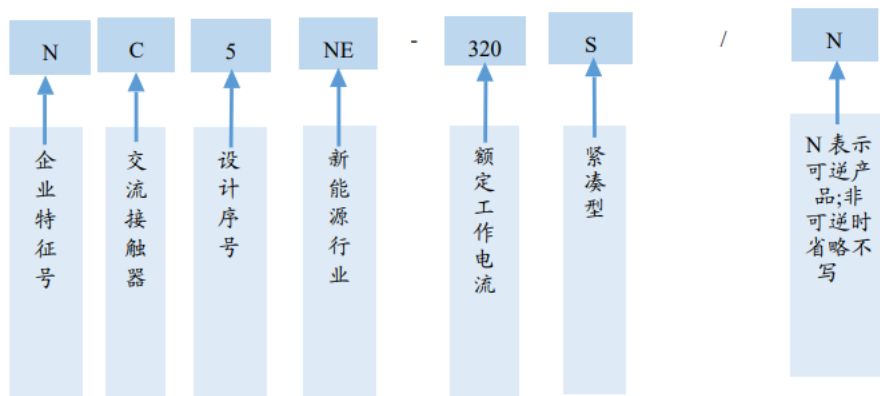 N C 5 NE - 320 S / N
企业特征号
交流接触器
设计序号
新能源行业
额定工作电流
紧凑型
N 表示
可逆产
品;非
可逆时
省略不
写